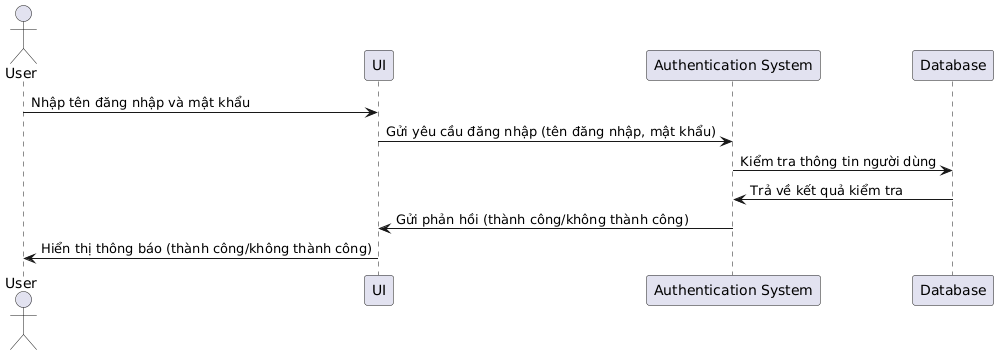 User
UI
Authentication System
Database
Nhập tên đăng nhập và mật khẩu
Gửi yêu cầu đăng nhập (tên đăng nhập, mật khẩu)
Kiểm tra thông tin người dùng
Trả về kết quả kiểm tra
Gửi phản hồi (thành công/không thành công)
Hiển thị thông báo (thành công/không thành công)
User
UI
Authentication System
Database